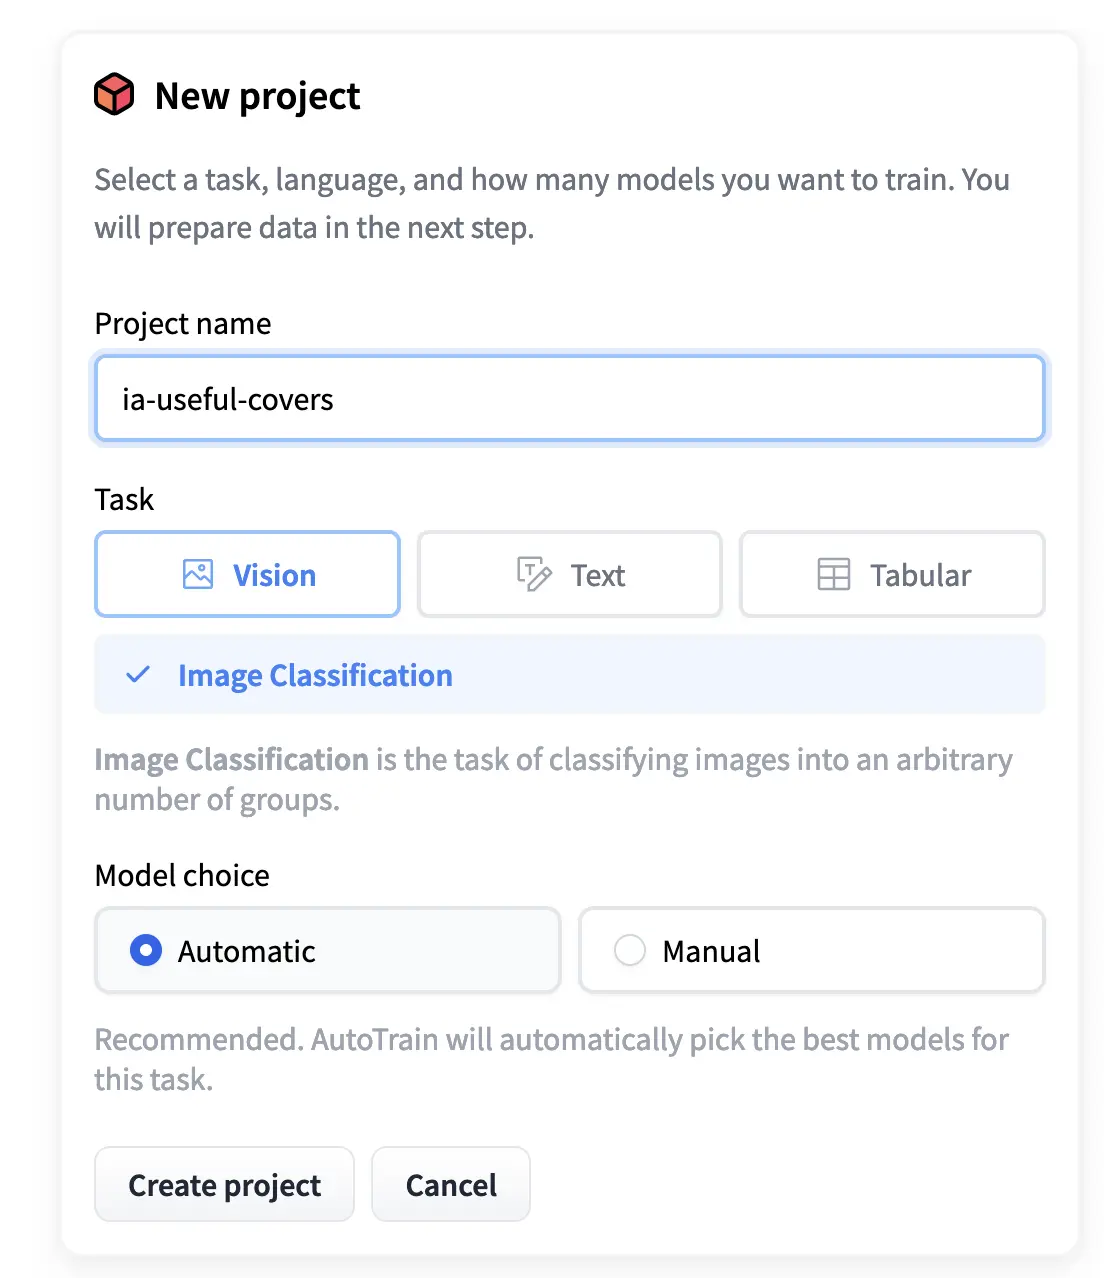 New project
Select a task, language, and how many models you want to train. You
will prepare data in the next step.
Project name
ia-useful-covers
Task
Vision
Text
Tabular
Image Classification
Image Classification is the task of classifying images into an arbitrary
number of groups.
Model choice
Automatic
Manual
Recommended. AutoTrain will automatically pick the best models for
this task.
Create project
Cancel